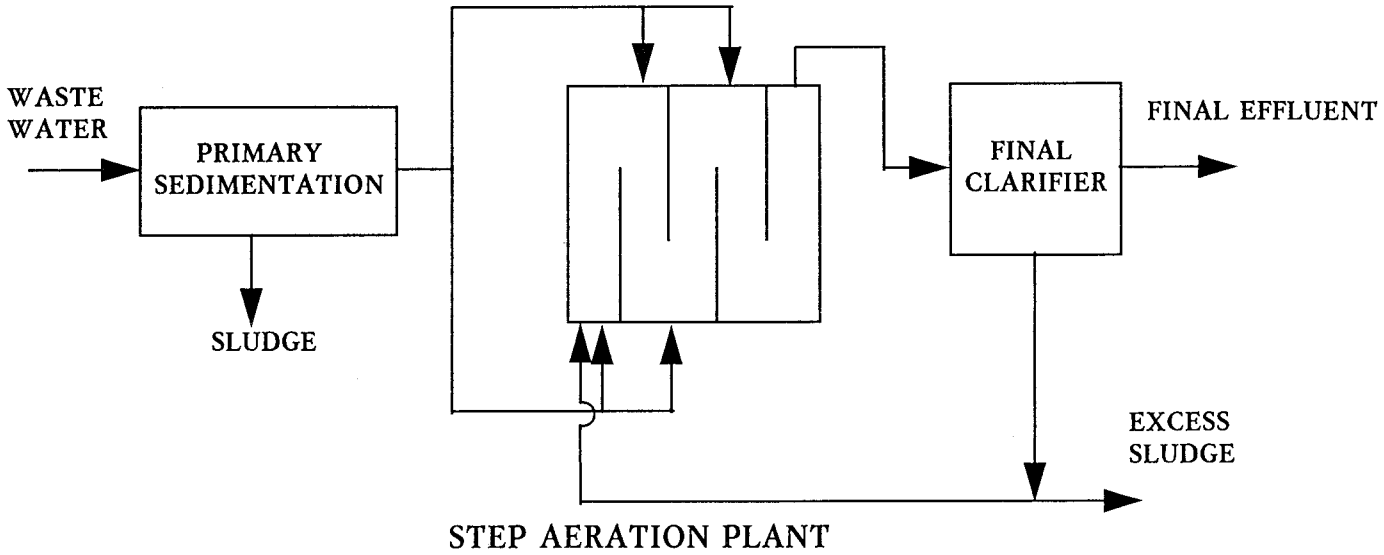 WASTE
WATER
PRIMARY
SEDIMENTATION
SLUDGE
FINAL
CLARIFIER
FINAL EFFLUENT
EXCESS
SLUDGE
STEP AERATION PLANT